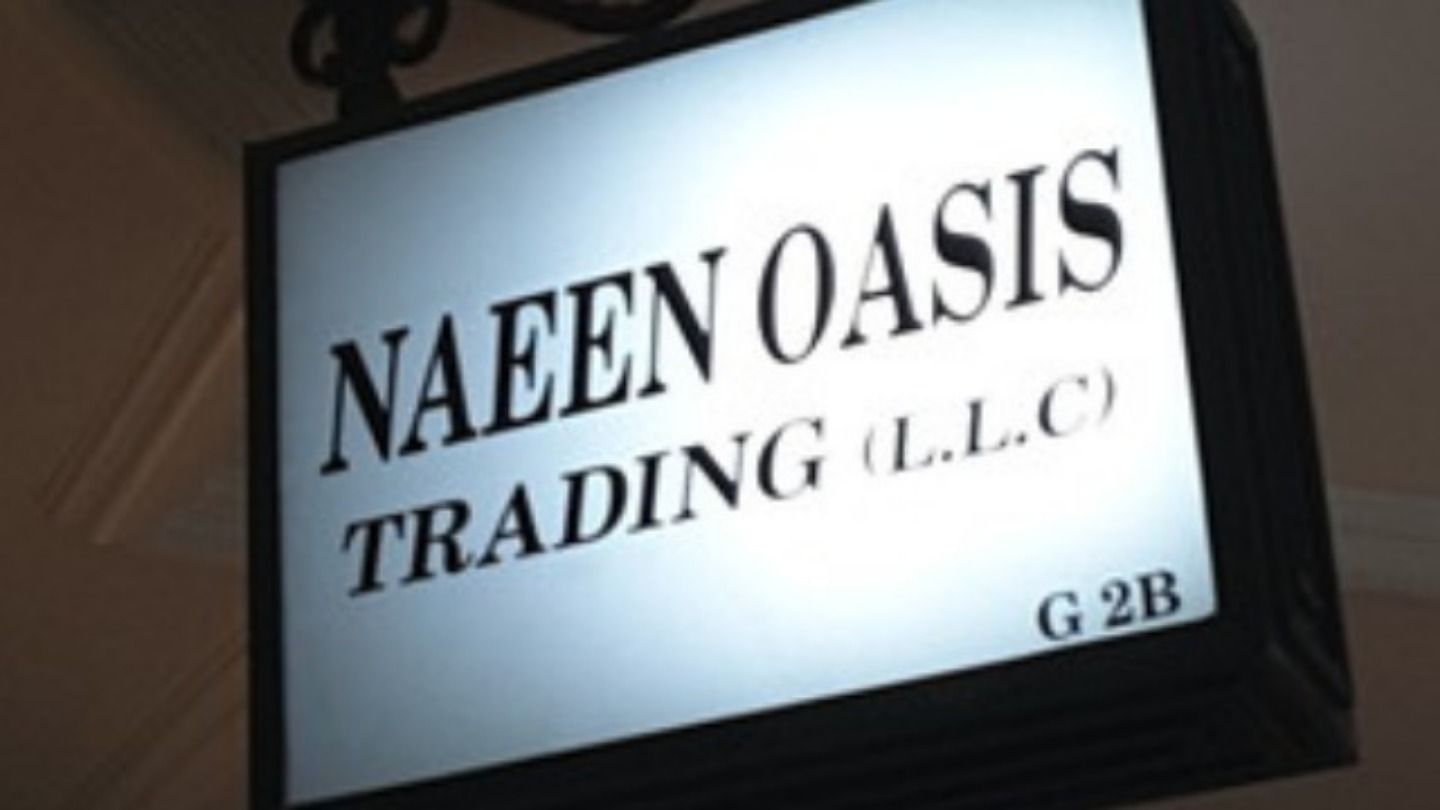 NAEEN OASIS
TRADING (L.L.C)
G 2B